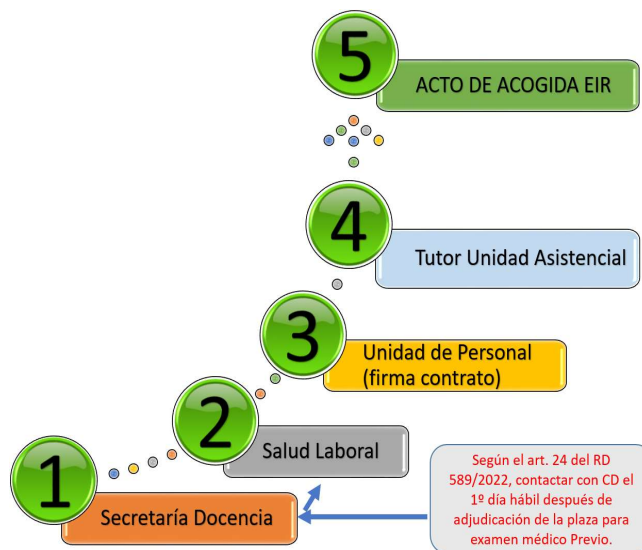 5
ACTO DE ACOGIDA EIR
4
Tutor Unidad Asistencial
3
Unidad de Personal
(firma contrato)
2
Salud Laboral
1
Secretaría Docencia
Según el art. 24 del RD
589/2022, contactar con CD el
1º día hábil después de
adjudicación de la plaza para
examen médico Previo.